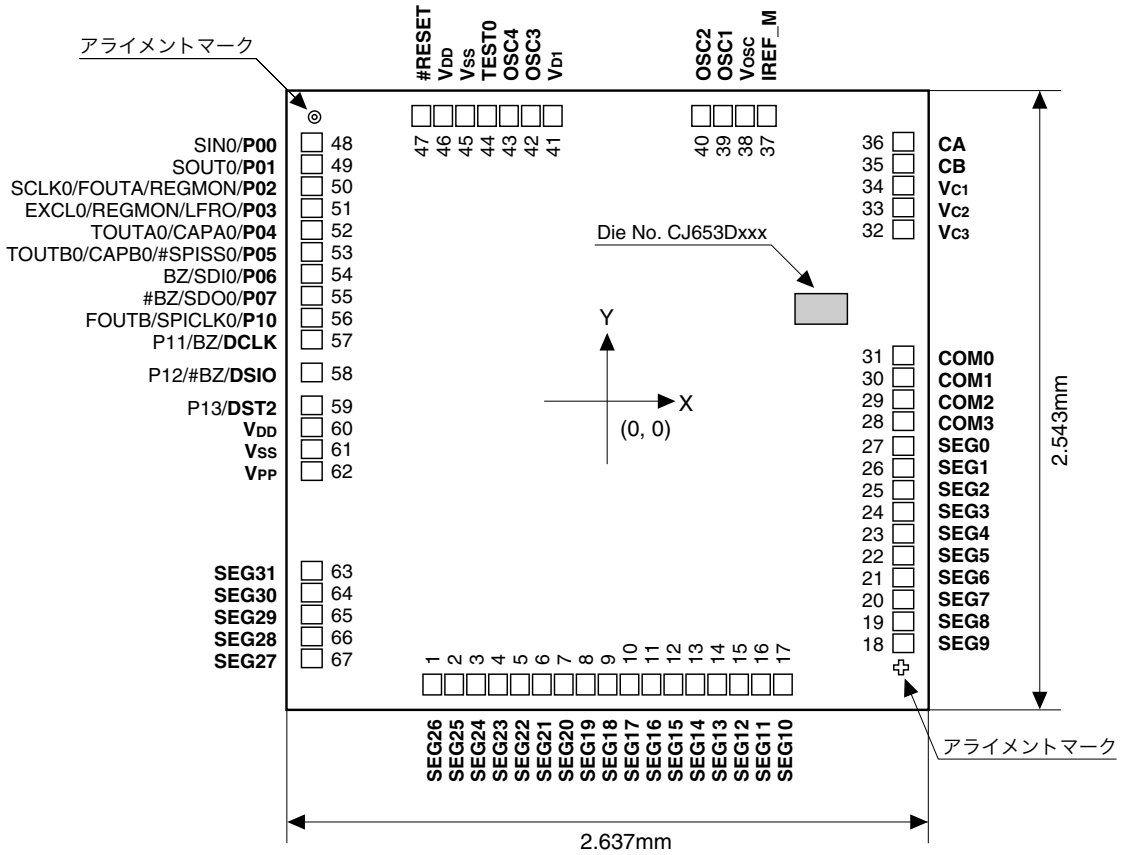 アライメントマーク
#RESET
VDD
VSS
TEST0
OSC4
OSC3
VD1
OSC2
OSC1
VOSC
IREF_M
47
46
45
44
43
42
41
40
39
38
37
SIN0/P00 48
SOUT0/P01 49
SCLK0/FOUTA/REGMON/P02 50
EXCL0/REGMON/LFRO/P03 51
TOUTA0/CAPA0/P04 52
TOUTB0/CAPB0/#SPISS0/P05 53
BZ/SDI0/P06 54
#BZ/SDO0/P07 55
FOUTB/SPICLK0/P10 56
P11/BZ/DCLK 57
P12/#BZ/DSIO 58
P13/DST2 59
VDD 60
VSS 61
VPP 62
SEG31 63
SEG30 64
SEG29 65
SEG28 66
SEG27 67
36 CA
35 CB
34 VC1
33 VC2
32 VC3
Die No. CJ653Dxxx
Y
X
(0, 0)
31 COM0
30 COM1
29 COM2
28 COM3
27 SEG0
26 SEG1
25 SEG2
24 SEG3
23 SEG4
22 SEG5
21 SEG6
20 SEG7
19 SEG8
18 SEG9
2.543mm
1
2
3
4
5
6
7
8
9
10
11
12
13
14
15
16
17
SEG26
SEG25
SEG24
SEG23
SEG22
SEG21
SEG20
SEG19
SEG18
SEG17
SEG16
SEG15
SEG14
SEG13
SEG12
SEG11
SEG10
アライメントマーク
2.637mm